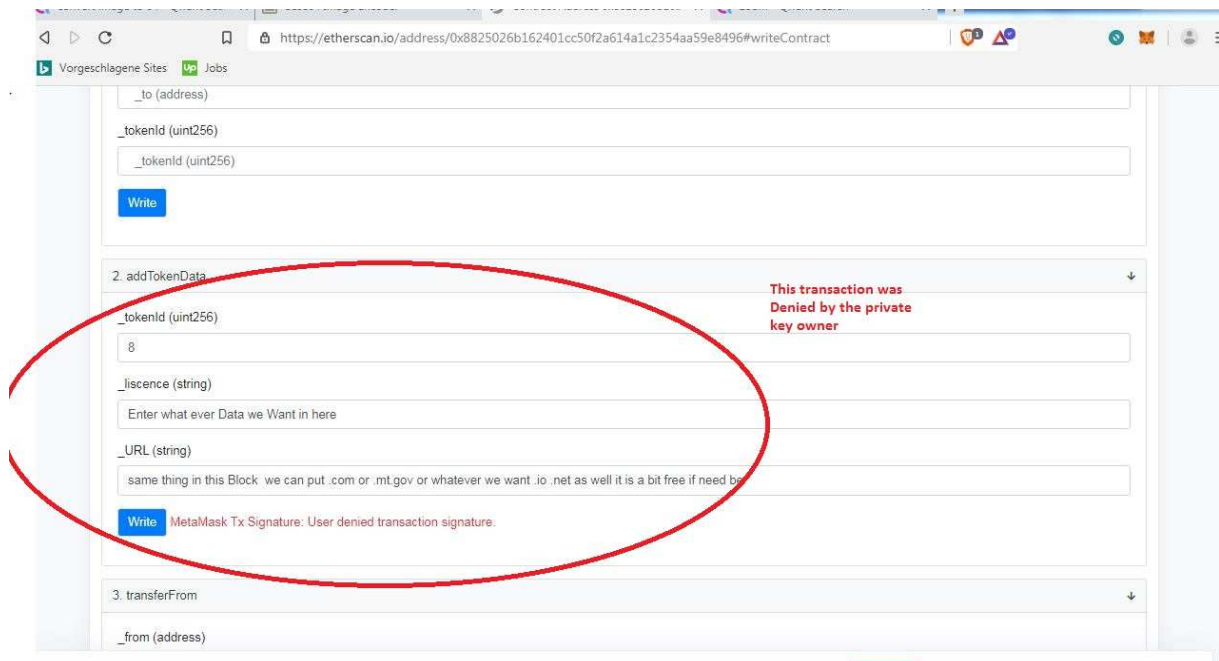 https://etherscan.io/address/0x8825026b162401cc50f2a614a1c2354aa59e8496#writeContract
1
Vorgeschlagene Sites
Up
Jobs
_to (address)
_tokenId (uint256)
_tokenId (uint256)
Write
2. addTokenData
This transaction was
Denied by the private
key owner
_tokenId (uint256)
8
_liscence (string)
Enter what ever Data we Want in here
_URL (string)
same thing in this Block we can put .com or .mt.gov or whatever we want .io .net as well it is a bit free if need be
Write MetaMask Tx Signature: User denied transaction signature.
3. transferFrom
_from (address)